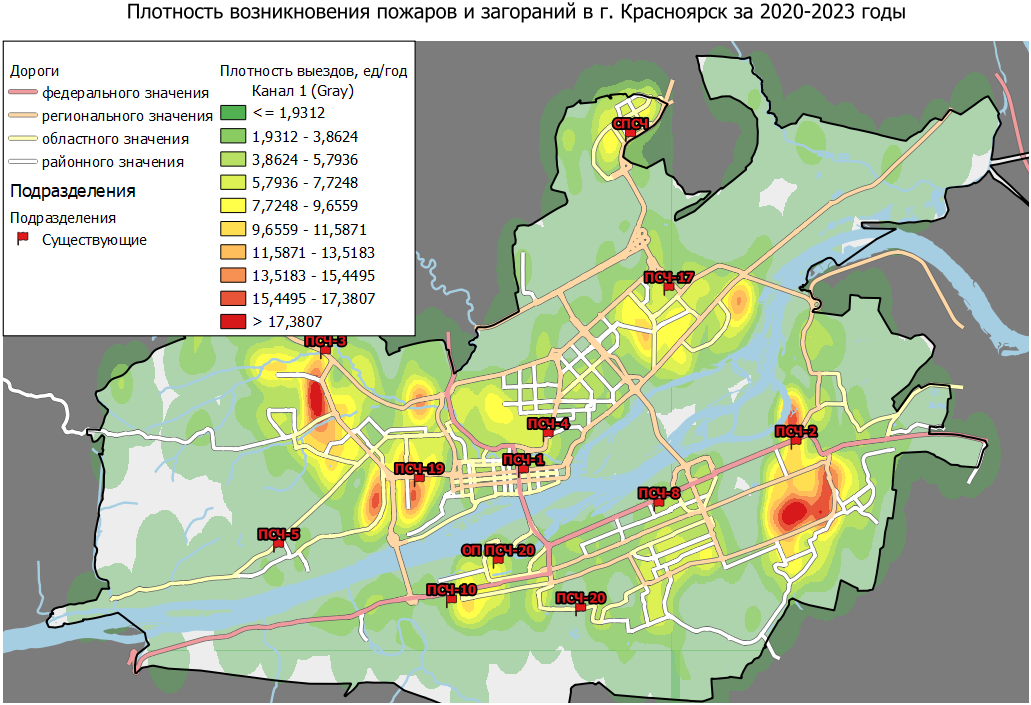 Плотность возникновения пожаров и загораний в г. Красноярск за 2020-2023 годы
Дороги
федерального значения
регионального значения
областного значения
районного значения
Подразделения
Подразделения
Существующие
Плотность выездов, ед/год
Канал 1 (Gray)
<= 1,9312
1,9312 - 3,8624
3,8624 - 5,7936
5,7936 - 7,7248
7,7248 - 9,6559
9,6559 - 11,5871
11,5871 - 13,5183
13,5183 - 15,4495
15,4495 - 17,3807
> 17,3807
СПСЧ
ПСЧ-17
ПСЧ-3
ПСЧ-4
ПСЧ-2
ПСЧ-1
ПСЧ-19
ПСЧ-8
ПСЧ-5
ОП ПСЧ-20
ПСЧ-10
ПСЧ-20